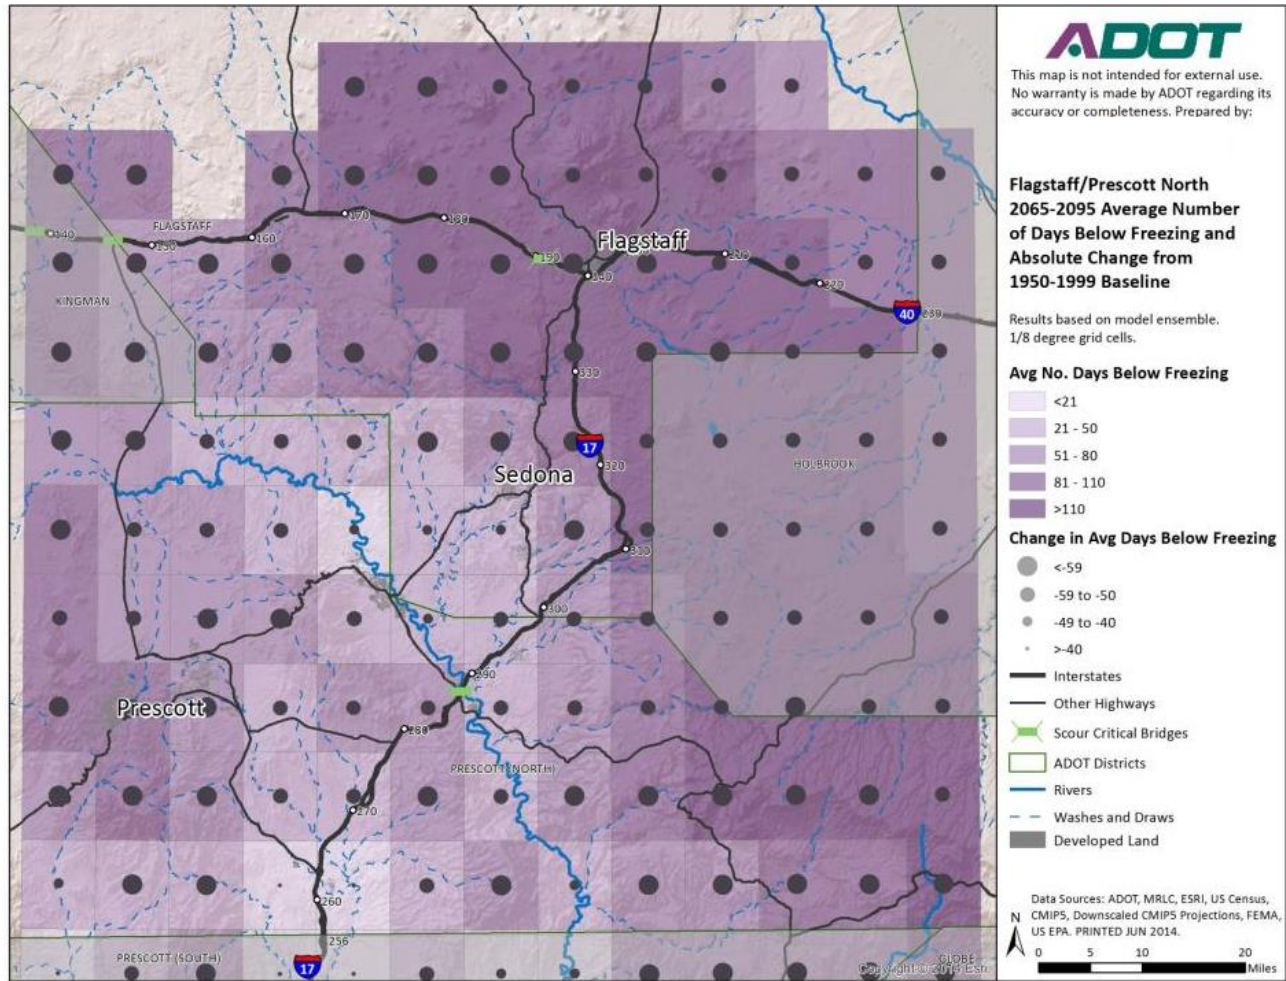 FLAGSTAFF
140
150
160
170
180
190
Flagstaff
340
220
230
40
KINGMAN
330
17
320
HOLBROOK
Sedona
310
300
290
Prescott
280
PRESCOTT (NORTH)
270
260
256
PRESCOTT (SOUTH)
17
GLOBE
Copyright © 2014 Esri
ADOT
This map is not intended for external use.
No warranty is made by ADOT regarding its
accuracy or completeness. Prepared by:
Flagstaff/Prescott North
2065-2095 Average Number
of Days Below Freezing and
Absolute Change from
1950-1999 Baseline
Results based on model ensemble.
1/8 degree grid cells.
Avg No. Days Below Freezing
<21
21 - 50
51 - 80
81 - 110
>110
Change in Avg Days Below Freezing
<-59
-59 to -50
-49 to -40
>-40
Interstates
Other Highways
Scour Critical Bridges
ADOT Districts
Rivers
Washes and Draws
Developed Land
Data Sources: ADOT, MRLC, ESRI, US Census,
CMIP5, Downscaled CMIP5 Projections, FEMA,
US EPA. PRINTED JUN 2014.
N
0 5 10 20
Miles